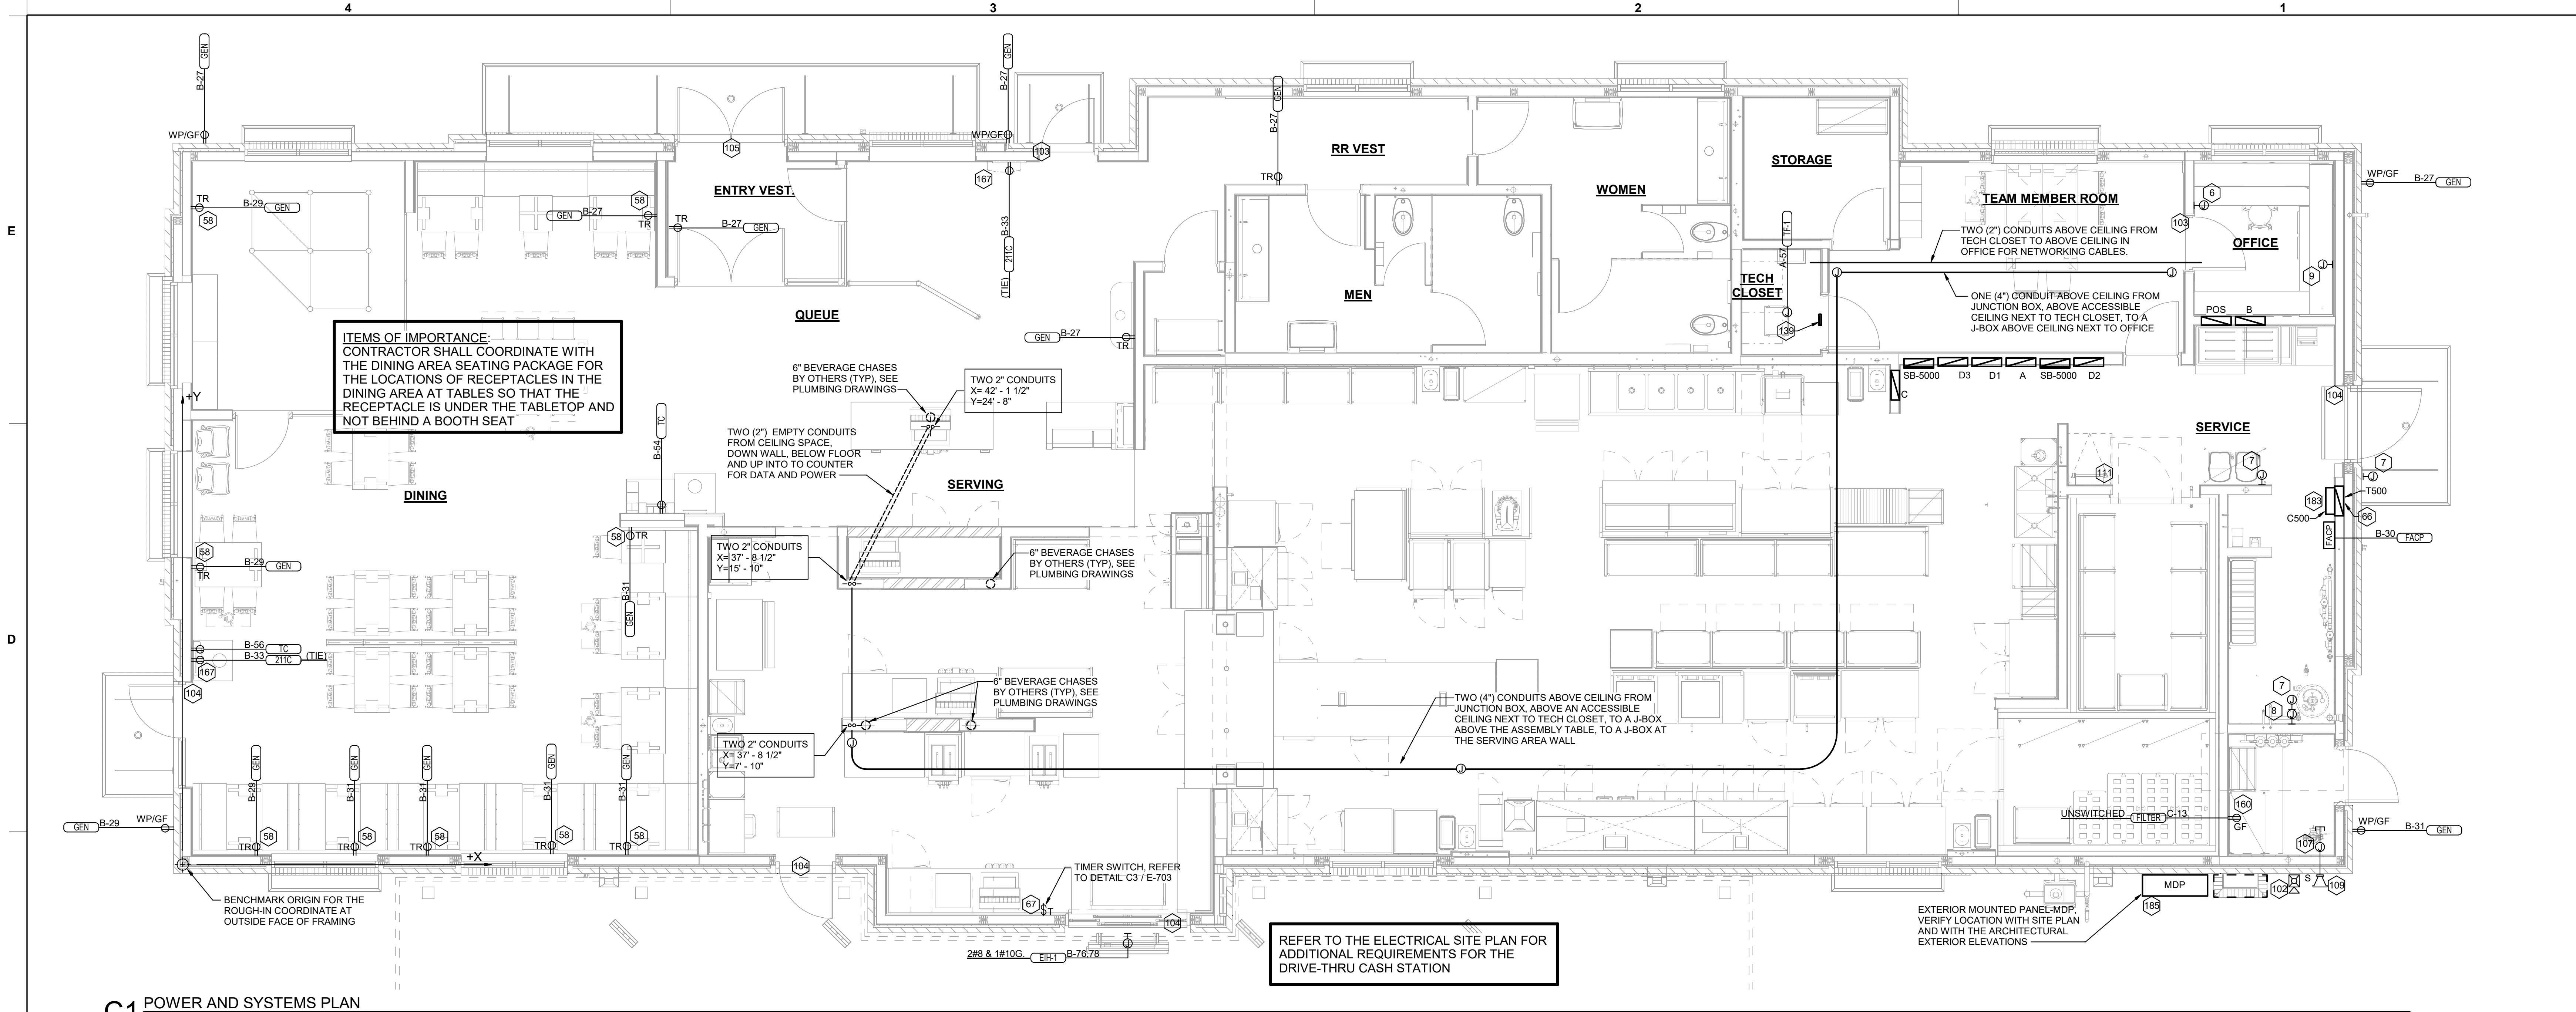 4
3
2
1
GEN
B-27
WP/GF
GEN
B-27
WP/GF
GEN
B-27
TR
105
103
167
RR VEST
WOMEN
STORAGE
TEAM MEMBER ROOM
ENTRY VEST.
E
TR
58
B-29
GEN
GEN
B-27
58
TR
TR
B-27
GEN
B-33
211C
(TIE)
TF-1
A-57
103
6
OFFICE
9
WP/GF
B-27
GEN
TWO (2") CONDUITS ABOVE CEILING FROM
TECH CLOSET TO ABOVE CEILING IN
OFFICE FOR NETWORKING CABLES.
TECH
CLOSET
MEN
QUEUE
ONE (4") CONDUIT ABOVE CEILING FROM
JUNCTION BOX, ABOVE ACCESSIBLE
CEILING NEXT TO TECH CLOSET, TO A
J-BOX ABOVE CEILING NEXT TO OFFICE
POS
B
139
GEN
B-27
TR
ITEMS OF IMPORTANCE:
CONTRACTOR SHALL COORDINATE WITH
THE DINING AREA SEATING PACKAGE FOR
THE LOCATIONS OF RECEPTACLES IN THE
DINING AREA AT TABLES SO THAT THE
RECEPTACLE IS UNDER THE TABLETOP AND
NOT BEHIND A BOOTH SEAT
+Y
6" BEVERAGE CHASES
BY OTHERS (TYP), SEE
PLUMBING DRAWINGS
TWO 2" CONDUITS
X= 42' - 1 1/2"
Y=24' - 8"
SB-5000
D3
D1
A
SB-5000
D2
C
104
SERVICE
TWO (2") EMPTY CONDUITS
FROM CEILING SPACE,
DOWN WALL, BELOW FLOOR
AND UP INTO TO COUNTER
FOR DATA AND POWER
TC
B-54
SERVING
DINING
111
7
7
183
T500
C500
66
FACP
B-30
FACP
58
TR
58
TR
B-29
GEN
B-31
GEN
TWO 2" CONDUITS
X= 37' - 8 1/2"
Y=15' - 10"
6" BEVERAGE CHASES
BY OTHERS (TYP), SEE
PLUMBING DRAWINGS
D
B-56
TC
B-33
211C
(TIE)
167
104
6" BEVERAGE CHASES
BY OTHERS (TYP), SEE
PLUMBING DRAWINGS
TWO 2" CONDUITS
X= 37' - 8 1/2"
Y=7' - 10"
TWO (4") CONDUITS ABOVE CEILING FROM
JUNCTION BOX, ABOVE AN ACCESSIBLE
CEILING NEXT TO TECH CLOSET, TO A J-BOX
ABOVE THE ASSEMBLY TABLE, TO A J-BOX AT
THE SERVING AREA WALL
7
8
GEN
B-29
TR
58
GEN
B-31
TR
58
GEN
B-31
TR
58
GEN
B-31
TR
58
GEN
B-31
TR
58
GEN
B-29
WP/GF
160
UNSWITCHED
FILTER
C-13
GF
WP/GF
B-31
GEN
107
+X
104
TIMER SWITCH, REFER
TO DETAIL C3 / E-703
67
$T
104
BENCHMARK ORIGIN FOR THE
ROUGH-IN COORDINATE AT
OUTSIDE FACE OF FRAMING
MDP
185
102
S
109
EXTERIOR MOUNTED PANEL-MDP,
VERIFY LOCATION WITH SITE PLAN
AND WITH THE ARCHITECTURAL
EXTERIOR ELEVATIONS
REFER TO THE ELECTRICAL SITE PLAN FOR
ADDITIONAL REQUIREMENTS FOR THE
DRIVE-THRU CASH STATION
2#8 & 1#10G.
EIH-1
B-76,78
C1
POWER AND SYSTEMS PLAN